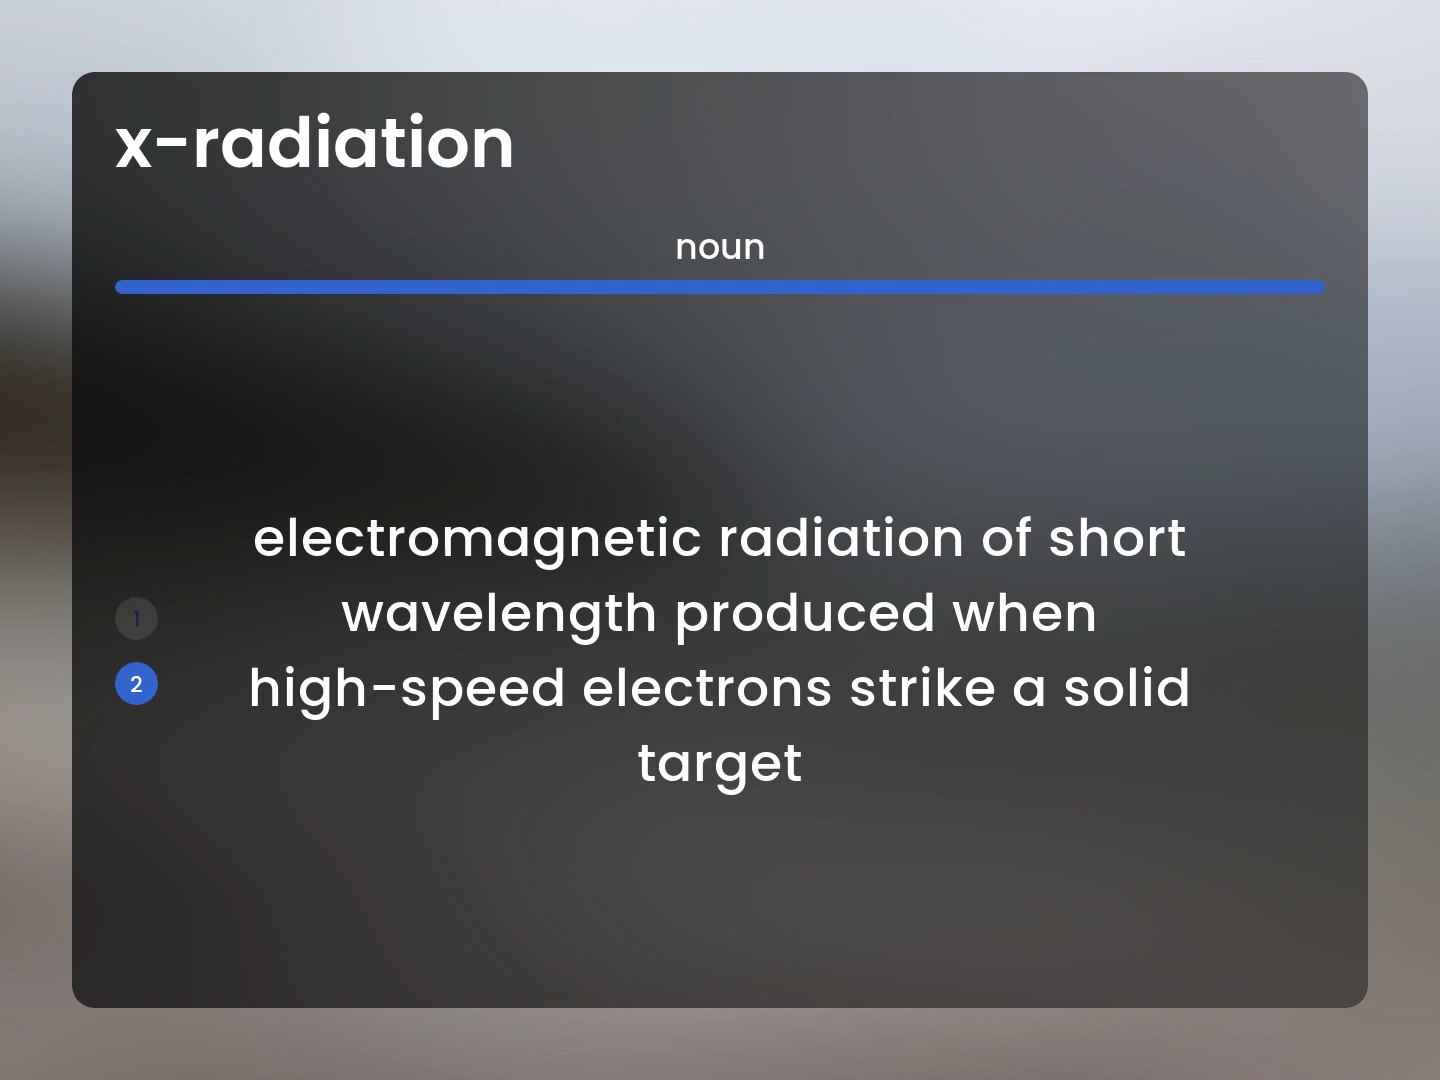 x-radiation
noun
electromagnetic radiation of short
wavelength produced when
1
high-speed electrons strike a solid
2
target